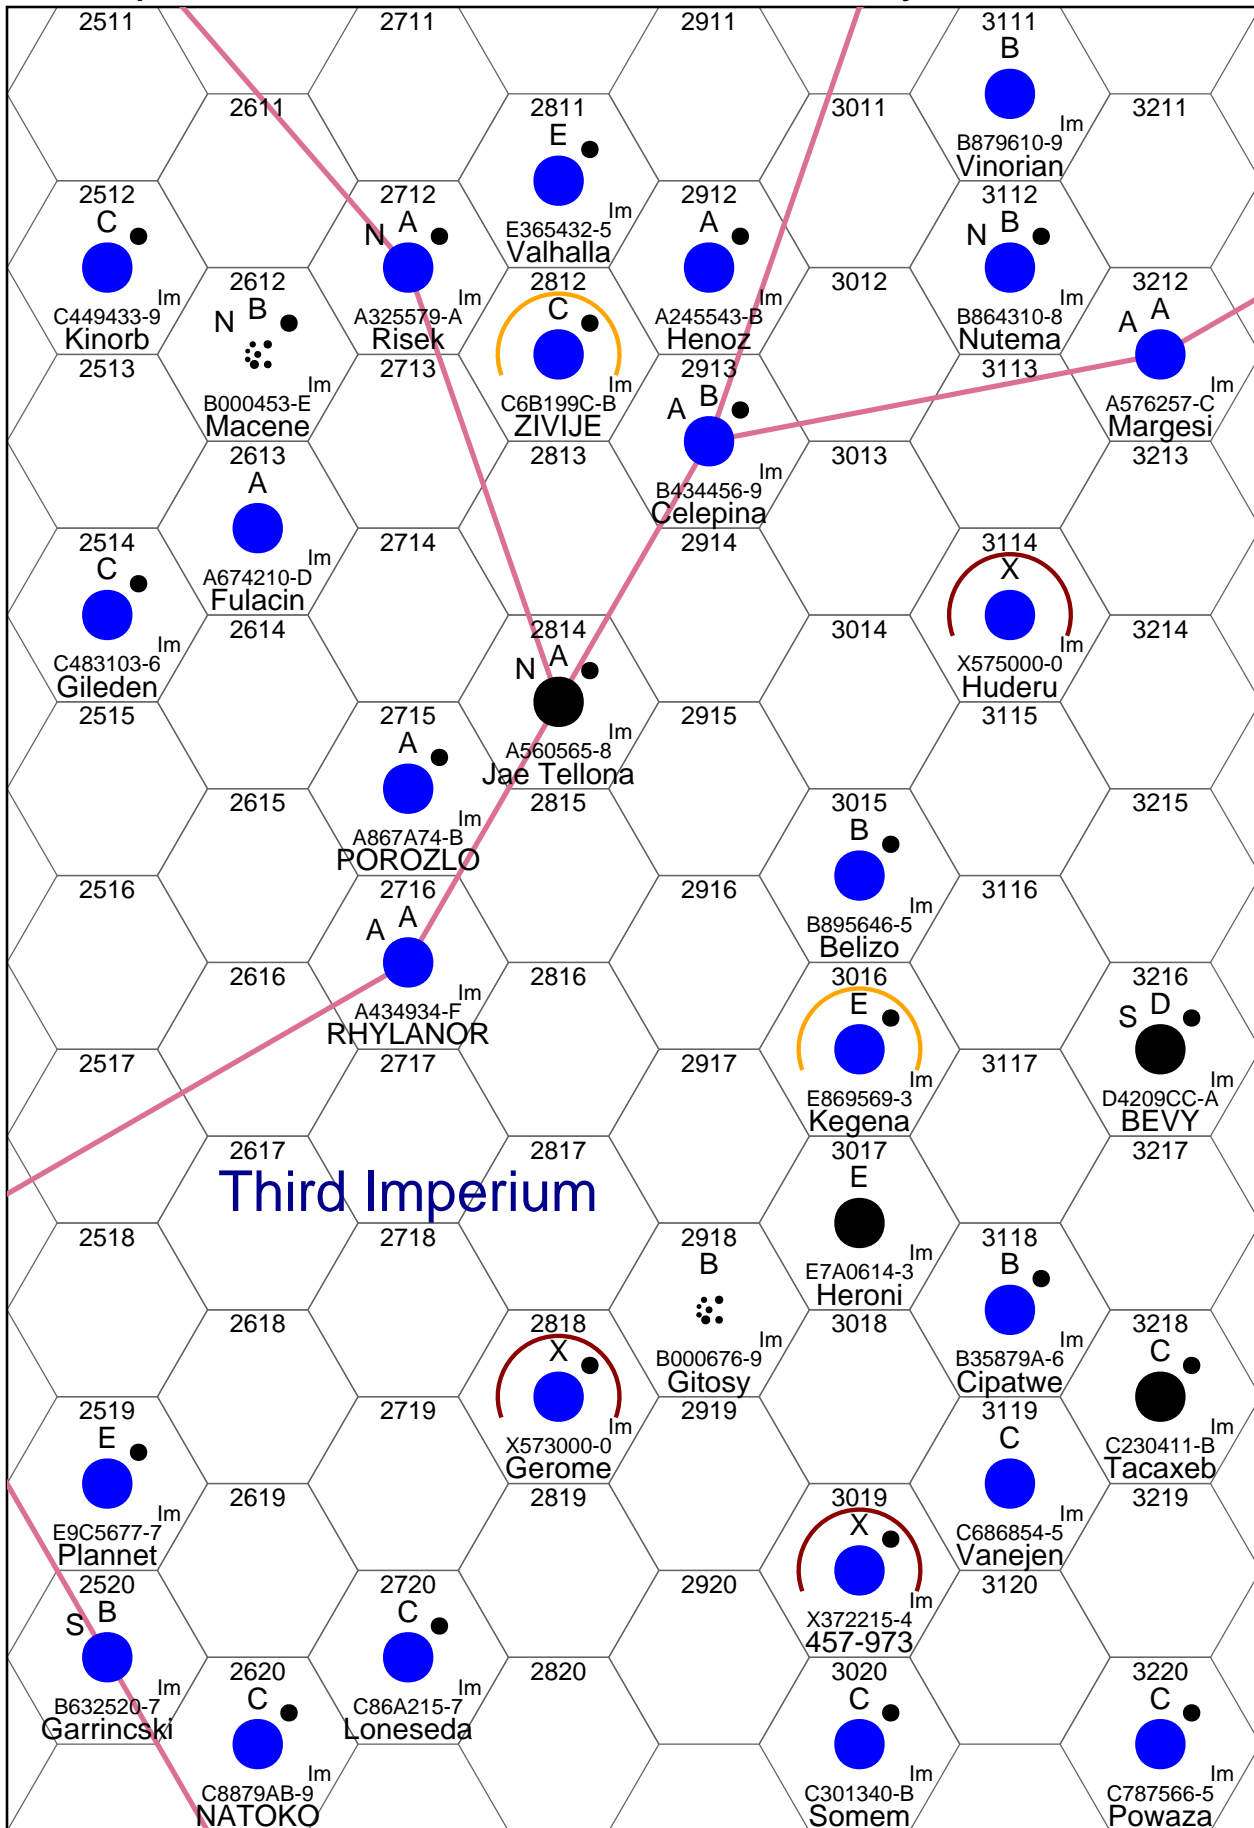 2511
2711
2911
3111
B
Im
B879610-9
Vinorian
2611
2811
E
Im
E365432-5
Valhalla
3011
3211
2512
C
Im
C449433-9
Kinorb
2712
N A
Im
A325579-A
Risek
2912
A
Im
A245543-B
Henoz
3112
N B
Im
B864310-8
Nutema
2612
N B
Im
B000453-E
Macene
2812
C
Im
C6B199C-B
ZIVIJE
3012
3212
A A
Im
A576257-C
Margesi
2513
2713
2913
A B
Im
B434456-9
Celepina
3113
2613
A
Im
A674210-D
Fulacin
2813
3013
3213
2514
C
Im
C483103-6
Gileden
2714
2914
3114
X
Im
X575000-0
Huderu
2614
2814
N A
Im
A560565-8
Jae Tellona
3014
3214
2515
2715
A
Im
A867A74-B
POROZLO
2915
3115
2615
2815
3015
B
Im
B895646-5
Belizo
3215
2516
2716
A A
Im
A434934-F
RHYLANOR
2916
3116
2616
2816
3016
E
Im
E869569-3
Kegena
3216
S D
Im
D4209CC-A
BEVY
2517
2717
2917
3117
2617
2817
3017
E
Im
E7A0614-3
Heroni
3217
Third Imperium
2518
2718
2918
B
Im
B000676-9
Gitosy
3118
B
Im
B35879A-6
Cipatwe
2618
2818
X
Im
X573000-0
Gerome
3018
3218
C
Im
C230411-B
Tacaxeb
2519
E
Im
E9C5677-7
Plannet
2719
2919
3119
C
Im
C686854-5
Vanejen
2619
2819
3019
X
Im
X372215-4
457-973
3219
2520
S B
Im
B632520-7
Garrincski
2720
C
Im
C86A215-7
Loneseda
2920
3120
2620
C
Im
C8879AB-9
NATOKO
2820
3020
C
Im
C301340-B
Somem
3220
C
Im
C787566-5
Powaza